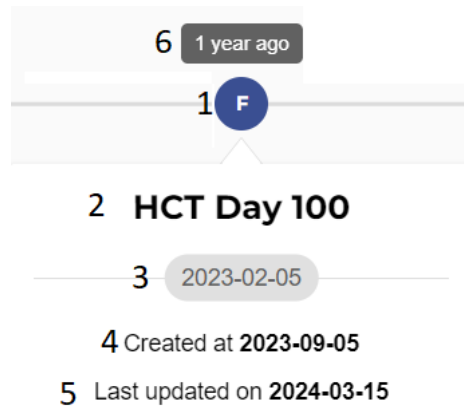 6 1 year ago
1 F
2 HCT Day 100
3 2023-02-05
4 Created at 2023-09-05
5 Last updated on 2024-03-15